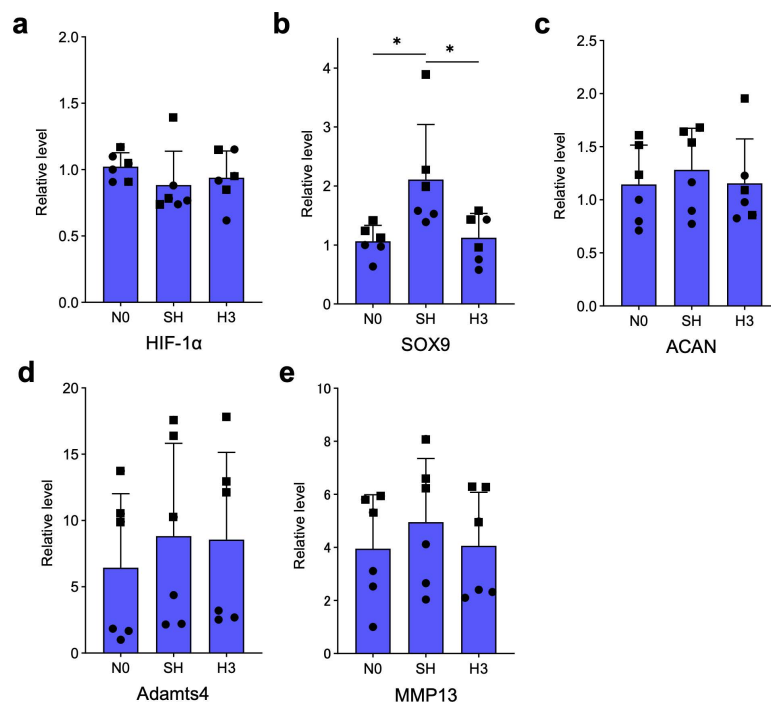 a
2.0
1.5
1.0
0.5
0.0
Relative level
N0 SH H3
HIF-1α
b
* *
4
3
2
1
0
Relative level
N0 SH H3
SOX9
c
2.5
2.0
1.5
1.0
0.5
0.0
Relative level
N0 SH H3
ACAN
d
20
15
10
5
0
Relative level
N0 SH H3
Adamts4
e
10
8
6
4
2
0
Relative level
N0 SH H3
MMP13